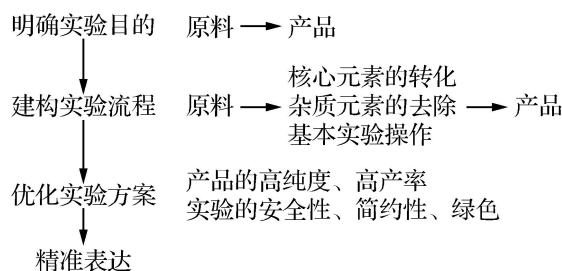 明确实验目的 原料 → 产品
核心元素的转化
建构实验流程 原料 → 杂质元素的去除 → 产品
基本实验操作
产品的高纯度、高产率
优化实验方案
实验的安全性、简约性、绿色
精准表达